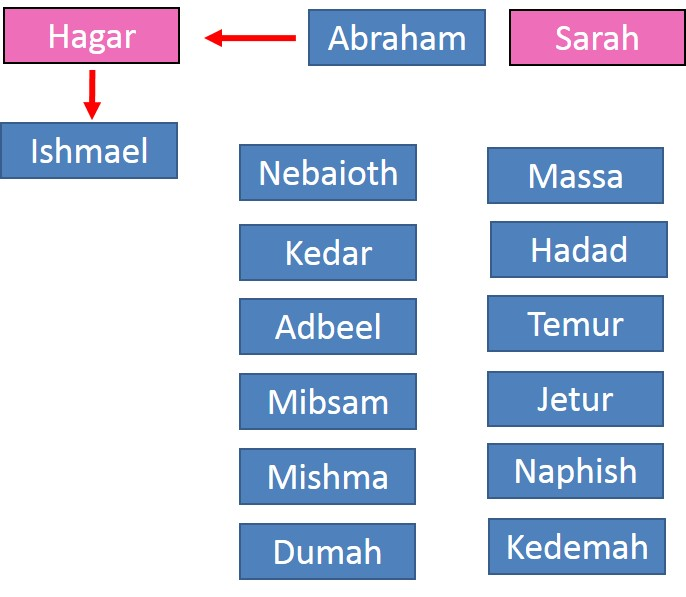 Hagar
Abraham
Sarah
Ishmael
Nebaioth
Kedar
Adbeel
Mibsam
Mishma
Dumah
Massa
Hadad
Temur
Jetur
Naphish
Kedemah